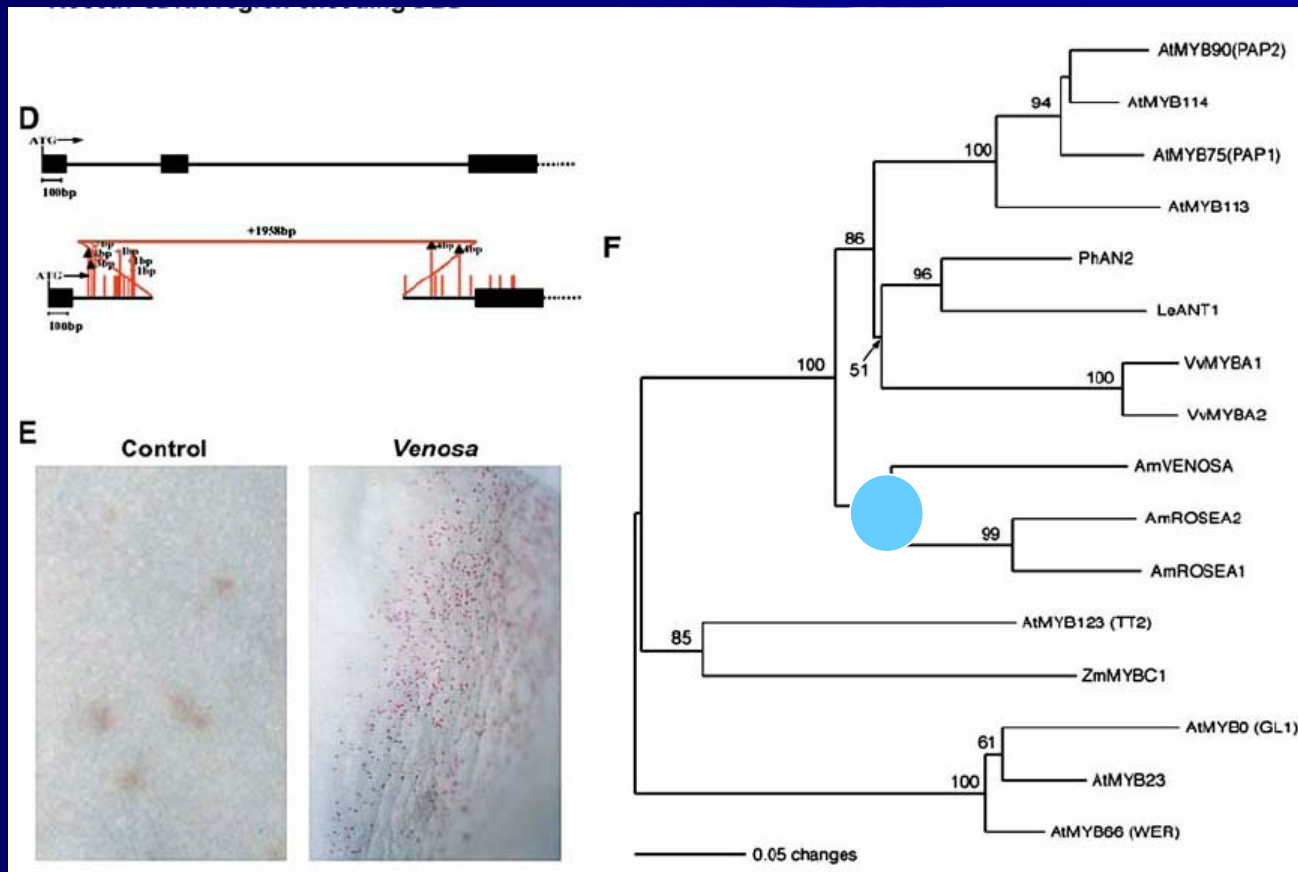 D
ATG
100bp
+1958bp
ATG
100bp
E
Control
Venosa
F
AtMYB90(PAP2)
94
AtMYB114
100
AtMYB75(PAP1)
AtMYB113
86
PhAN2
96
LeANT1
100
51
VvMYBA1
100
VvMYBA2
AmVENOSA
AmROSEA2
99
AmROSEA1
AtMYB123 (TT2)
85
ZmMYBC1
AtMYB0 (GL1)
61
100
AtMYB23
AtMYB66 (WER)
0.05 changes